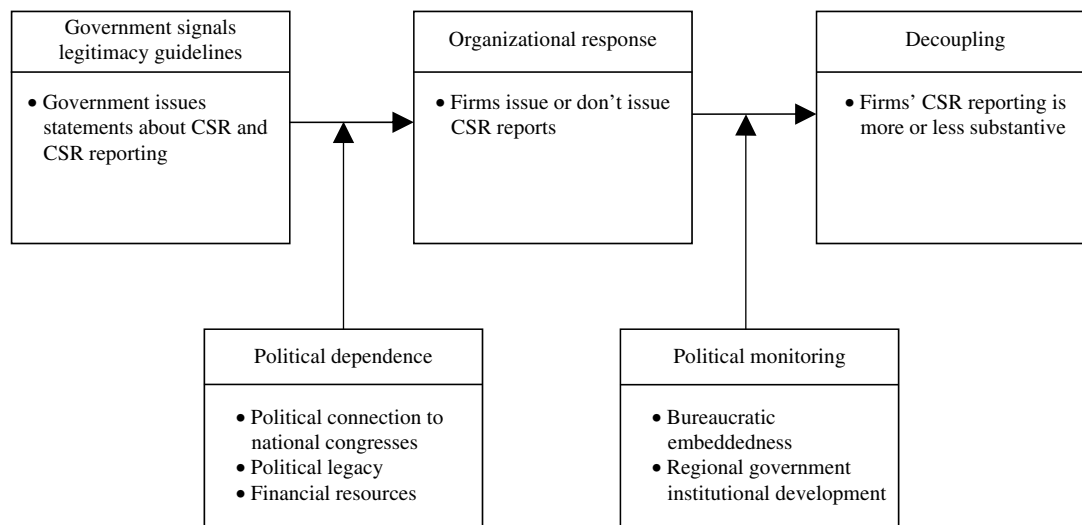 Government signals
legitimacy guidelines
• Government issues
statements about CSR and
CSR reporting
Organizational response
• Firms issue or don’t issue
CSR reports
Decoupling
• Firms’ CSR reporting is
more or less substantive
Political dependence
• Political connection to
national congresses
• Political legacy
• Financial resources
Political monitoring
• Bureaucratic
embeddedness
• Regional government
institutional development